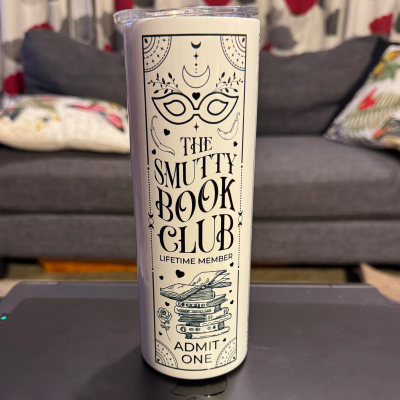 THE
SMUTTY
BOOK
CLUB
LIFETIME MEMBER
ADMIT
ONE